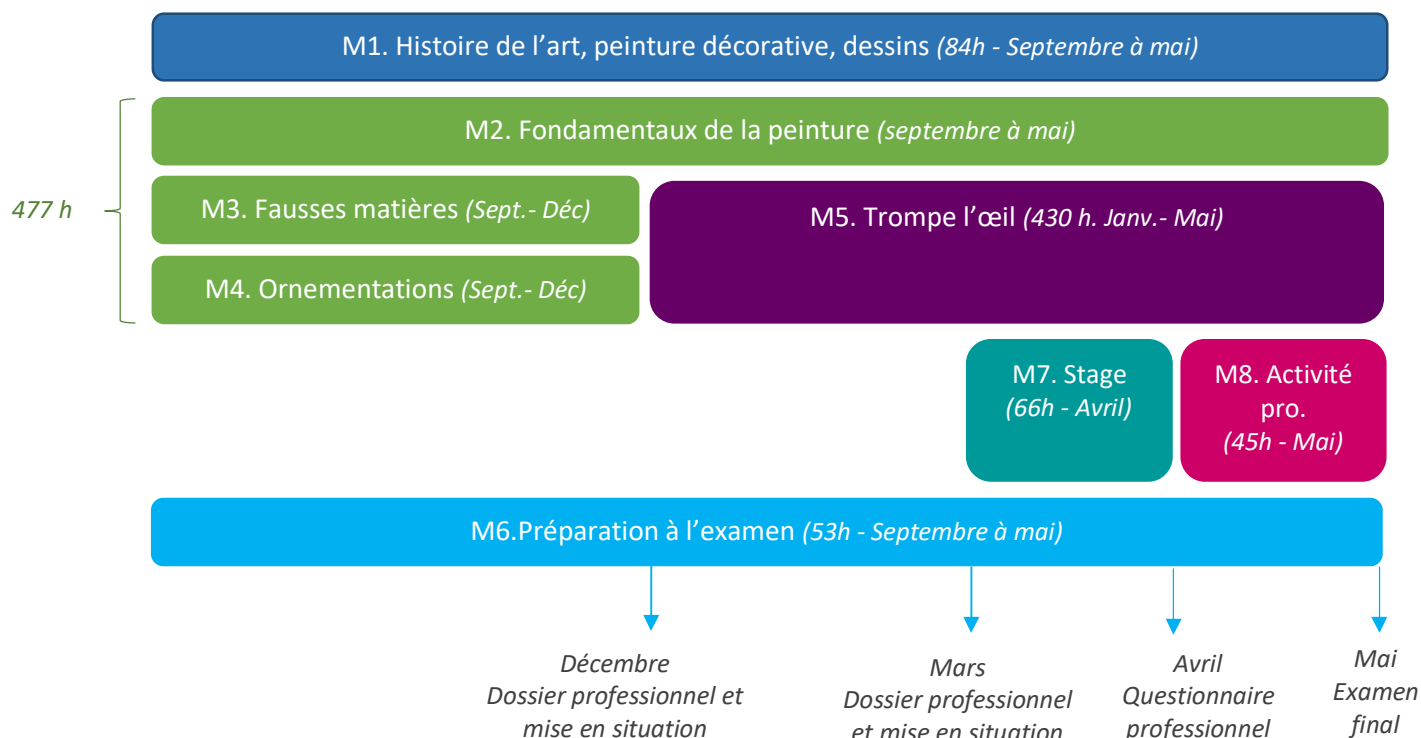 M1. Histoire de l’art, peinture décorative, dessins (84h - Septembre à mai)
M2. Fondamentaux de la peinture (septembre à mai)
477 h
M3. Fausses matières (Sept.- Déc)
M5. Trompe l’œil (430 h. Janv.- Mai)
M4. Ornementations (Sept.- Déc)
M7. Stage
(66h - Avril)
M8. Activité
pro.
(45h - Mai)
M6.Préparation à l’examen (53h - Septembre à mai)
Décembre
Dossier professionnel et
mise en situation
Mars
Dossier professionnel
et mise en situation
Avril
Questionnaire
professionnel
Mai
Examen
final